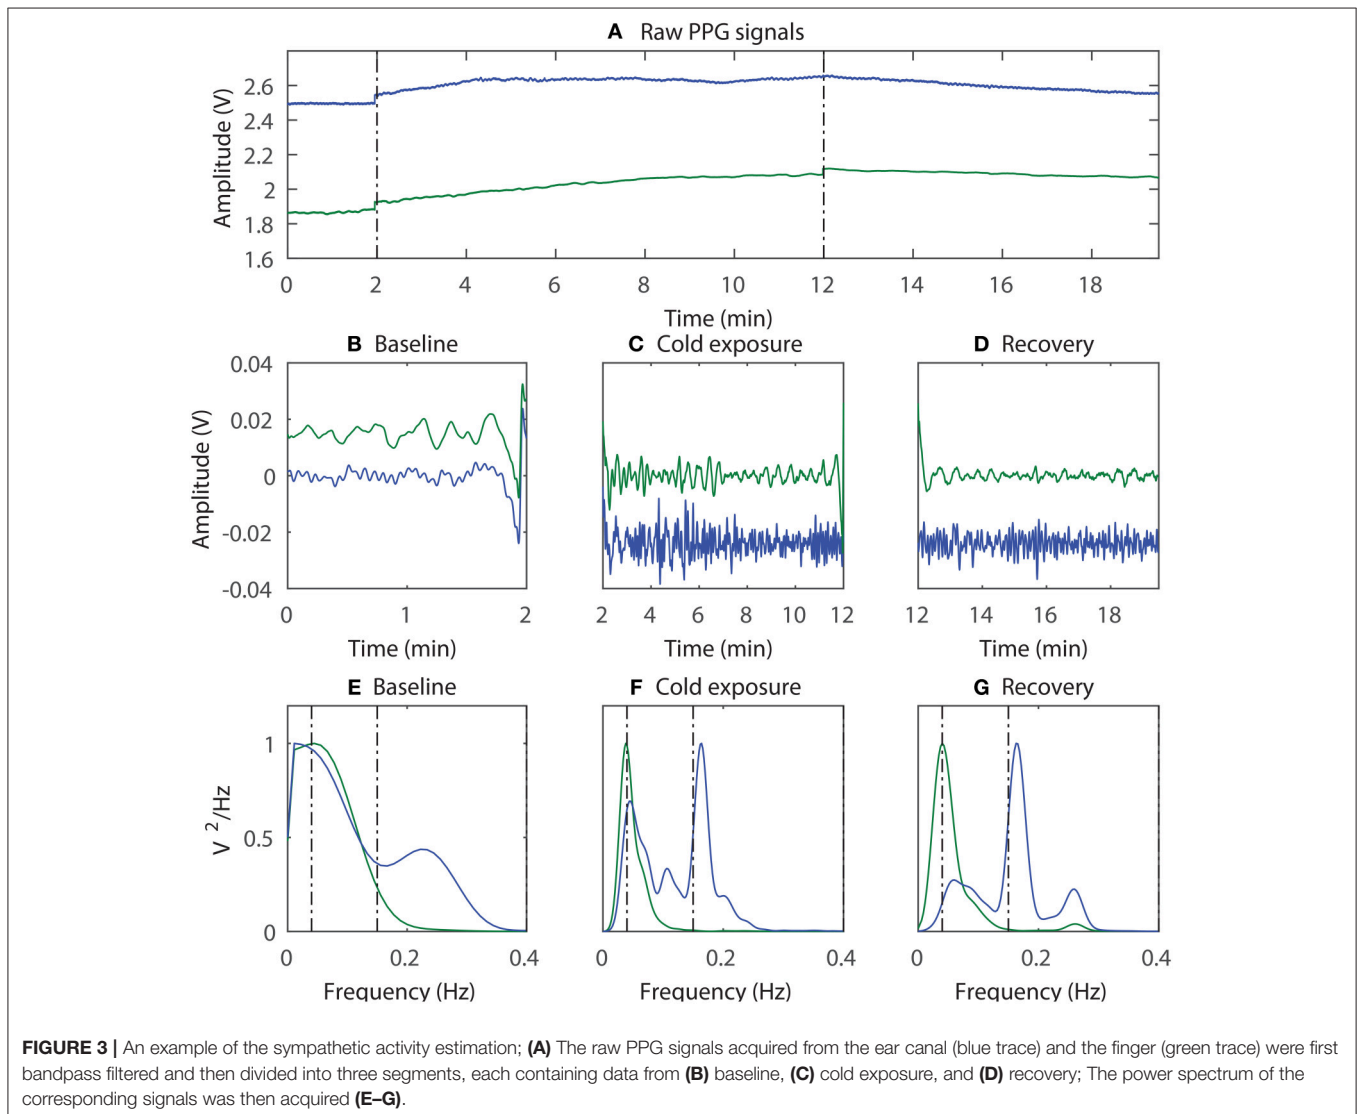 A Raw PPG signals
2.6
2.4
2.2
2
1.8
1.6
Amplitude (V)
0 2 4 6 8 10 12 14 16 18
Time (min)
B Baseline
C Cold exposure
D Recovery
0.04
0.02
0
-0.02
-0.04
Amplitude (V)
0 1 2
2 4 6 8 10 12
12 14 16 18
Time (min)
Time (min)
Time (min)
E Baseline
F Cold exposure
G Recovery
1
0.5
0
V ²/Hz
0 0.2 0.4
0 0.2 0.4
0 0.2 0.4
Frequency (Hz)
Frequency (Hz)
Frequency (Hz)
FIGURE 3 | An example of the sympathetic activity estimation; (A) The raw PPG signals acquired from the ear canal (blue trace) and the finger (green trace) were first
bandpass filtered and then divided into three segments, each containing data from (B) baseline, (C) cold exposure, and (D) recovery; The power spectrum of the
corresponding signals was then acquired (E–G).